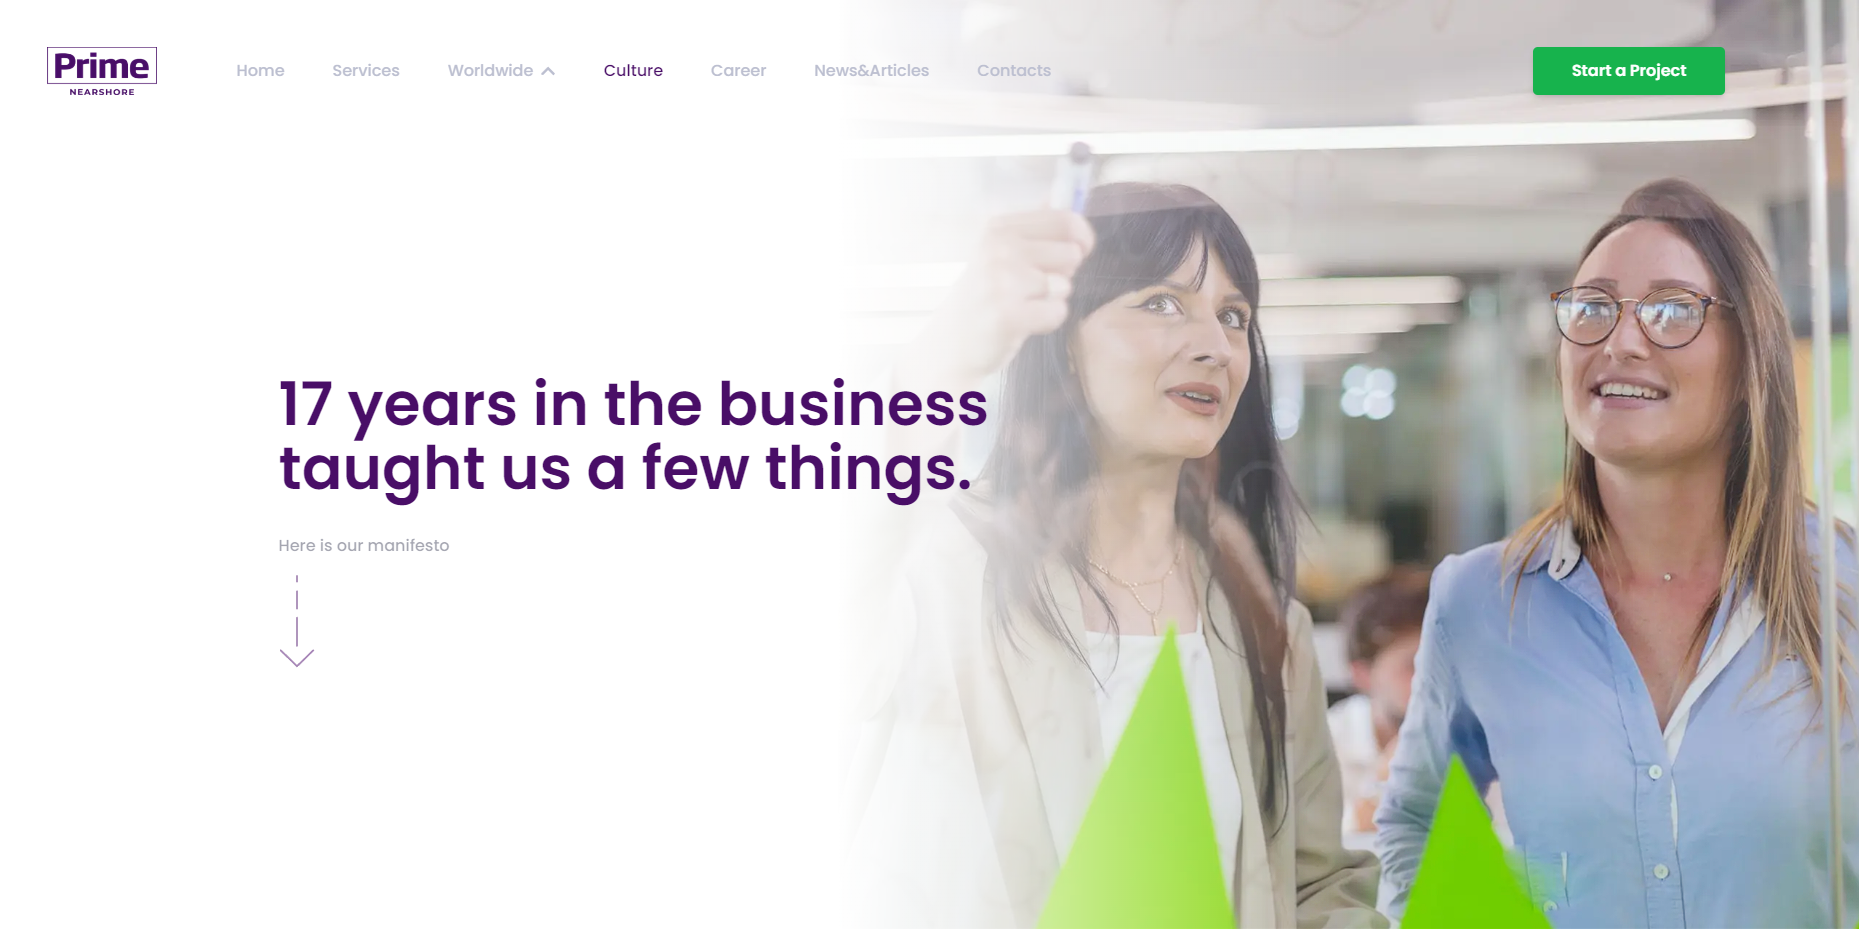 Prime
NEARSHORE
Home Services Worldwide Culture Career News&Articles Contacts
Start a Project
17 years in the business
taught us a few things.
Here is our manifesto